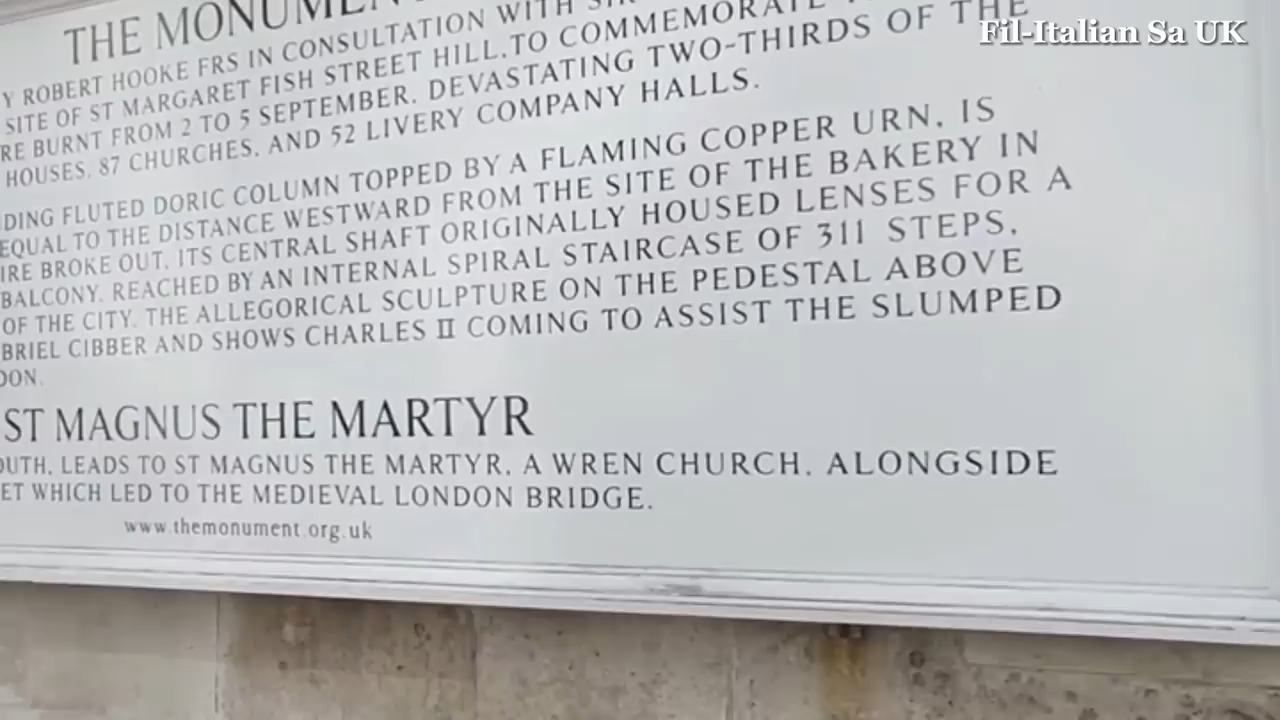 Fil-Italian Sa UK
THE MONUMEN
Y ROBERT HOOKE FRS IN CONSULTATION WITH
SITE OF ST MARGARET FISH STREET HILL, TO COMMEMORATE
RE BURNT FROM 2 TO 5 SEPTEMBER, DEVASTATING TWO-THIRDS OF THE
HOUSES, 87 CHURCHES, AND 52 LIVERY COMPANY HALLS.
DING FLUTED DORIC COLUMN TOPPED BY A FLAMING COPPER URN, IS
EQUAL TO THE DISTANCE WESTWARD FROM THE SITE OF THE BAKERY IN
IRE BROKE OUT. ITS CENTRAL SHAFT ORIGINALLY HOUSED LENSES FOR A
BALCONY, REACHED BY AN INTERNAL SPIRAL STAIRCASE OF 311 STEPS,
OF THE CITY. THE ALLEGORICAL SCULPTURE ON THE PEDESTAL ABOVE
BRIEL CIBBER AND SHOWS CHARLES II COMING TO ASSIST THE SLUMPED
DON.
ST MAGNUS THE MARTYR
OUTH, LEADS TO ST MAGNUS THE MARTYR, A WREN CHURCH, ALONGSIDE
ET WHICH LED TO THE MEDIEVAL LONDON BRIDGE.
www.themonument.org.uk